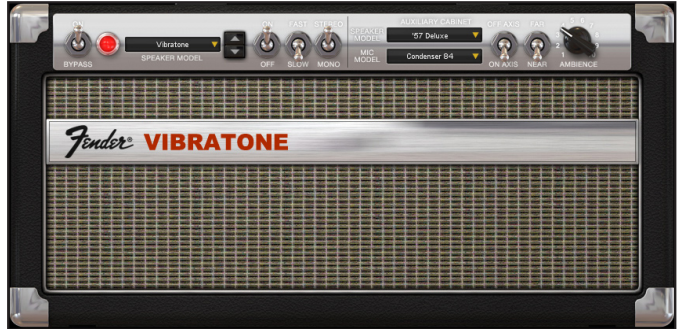 ON
BYPASS
Vibratone
SPEAKER MODEL
ON
OFF
FAST
SLOW
STEREO
MONO
AUXILIARY CABINET
SPEAKER
MODEL
'57 Deluxe
MIC
MODEL
Condenser 84
OFF AXIS
ON AXIS
FAR
NEAR
AMBIENCE
Fender® VIBRATONE